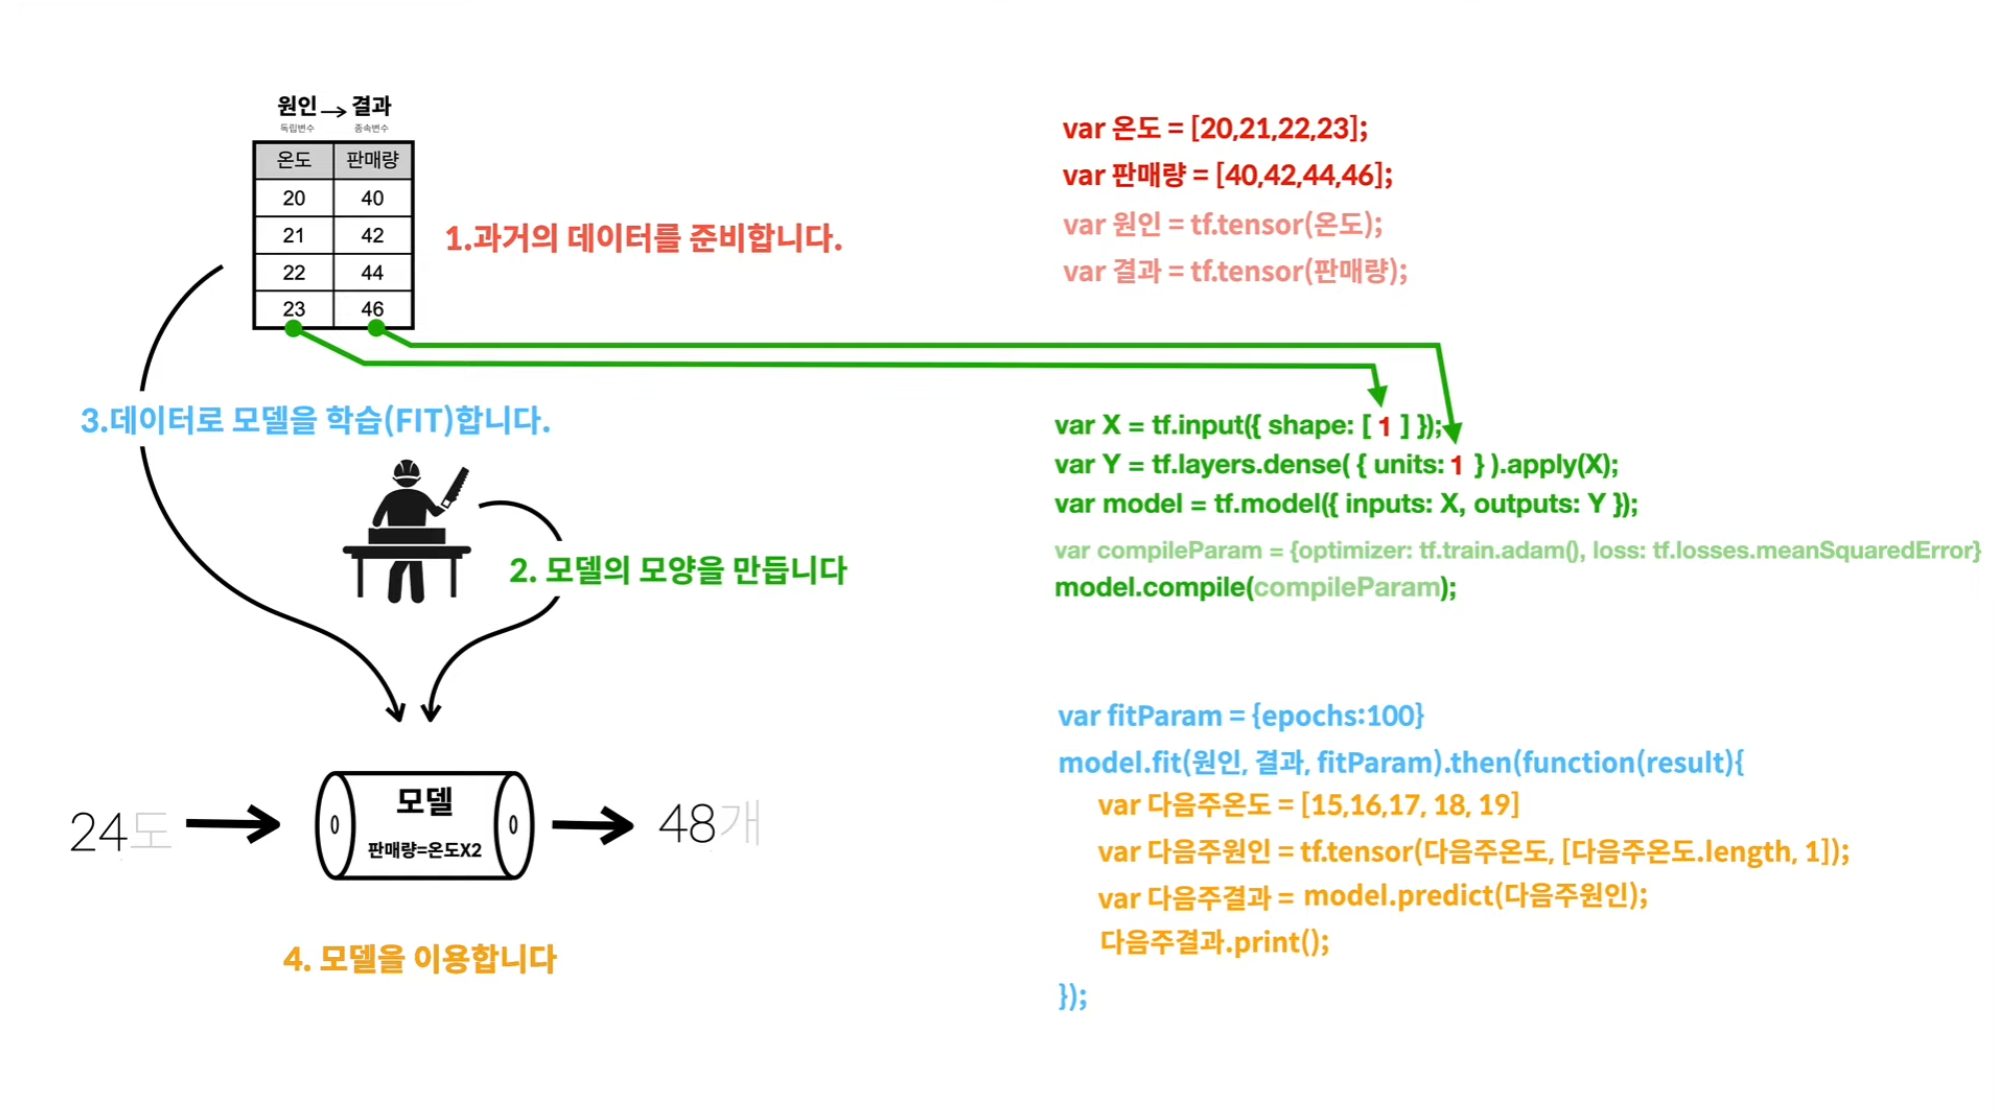 원인→결과
독립변수 종속변수
온도 판매량
20 40
21 42
22 44
23 46
1.과거의 데이터를 준비합니다.
3.데이터로 모델을 학습(FIT)합니다.
2. 모델의 모양을 만듭니다
24도
모델
판매량=온도X2
48개
4. 모델을 이용합니다
var 온도 = [20,21,22,23];
var 판매량 = [40,42,44,46];
var 원인 = tf.tensor(온도);
var 결과 = tf.tensor(판매량);
var X = tf.input({ shape: [ 1 ] });
var Y = tf.layers.dense( { units: 1 } ).apply(X);
var model = tf.model({ inputs: X, outputs: Y });
var compileParam = {optimizer: tf.train.adam(), loss: tf.losses.meanSquaredError}
model.compile(compileParam);
var fitParam = {epochs:100}
model.fit(원인, 결과, fitParam).then(function(result){
var 다음주온도 = [15,16,17, 18, 19]
var 다음주원인 = tf.tensor(다음주온도, [다음주온도.length, 1]);
var 다음주결과 = model.predict(다음주원인);
다음주결과.print();
});